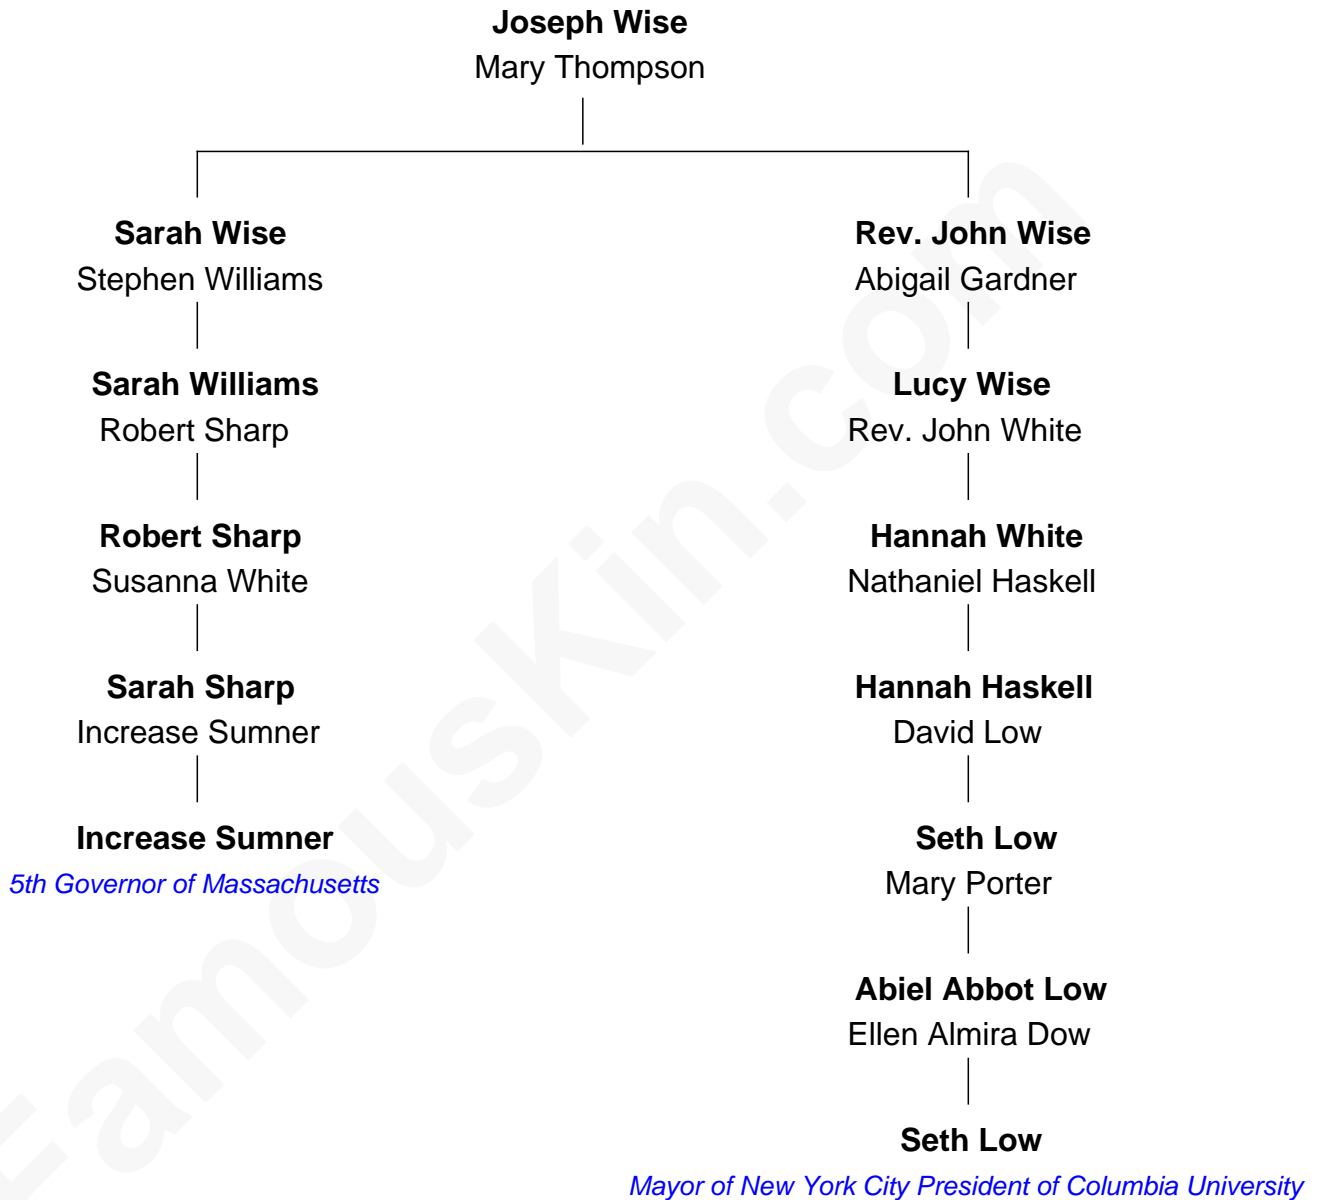 Joseph Wise
Mary Thompson
Sarah Wise
Stephen Williams
Rev. John Wise
Abigail Gardner
Sarah Williams
Robert Sharp
Lucy Wise
Rev. John White
Robert Sharp
Susanna White
Hannah White
Nathaniel Haskell
Sarah Sharp
Increase Sumner
Hannah Haskell
David Low
Increase Sumner
5th Governor of Massachusetts
Seth Low
Mary Porter
Abiel Abbot Low
Ellen Almira Dow
Seth Low
Mayor of New York City President of Columbia University
FamousKin.com